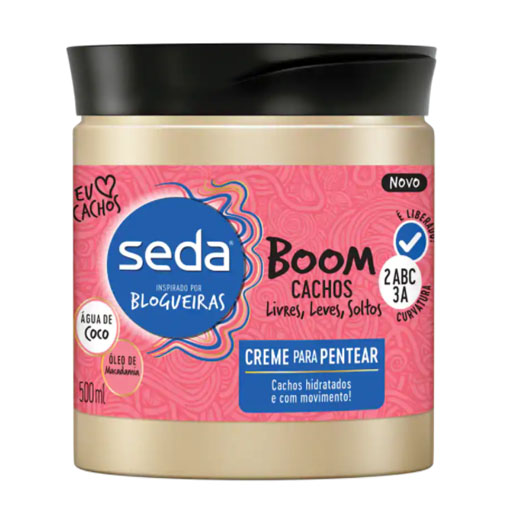 EU
CACHOS
NOVO
seda
INSPIRADO POR
BLOGUEIRAS
BOOM
CACHOS
Livres, Leves, Soltos
É LIBERADO!
2ABC
3A
CURVATURA
ÁGUA DE
COCO
ÓLEO DE
Macadamia
500ml
CREME PARA PENTEAR
Cachos hidratados
e com movimento!